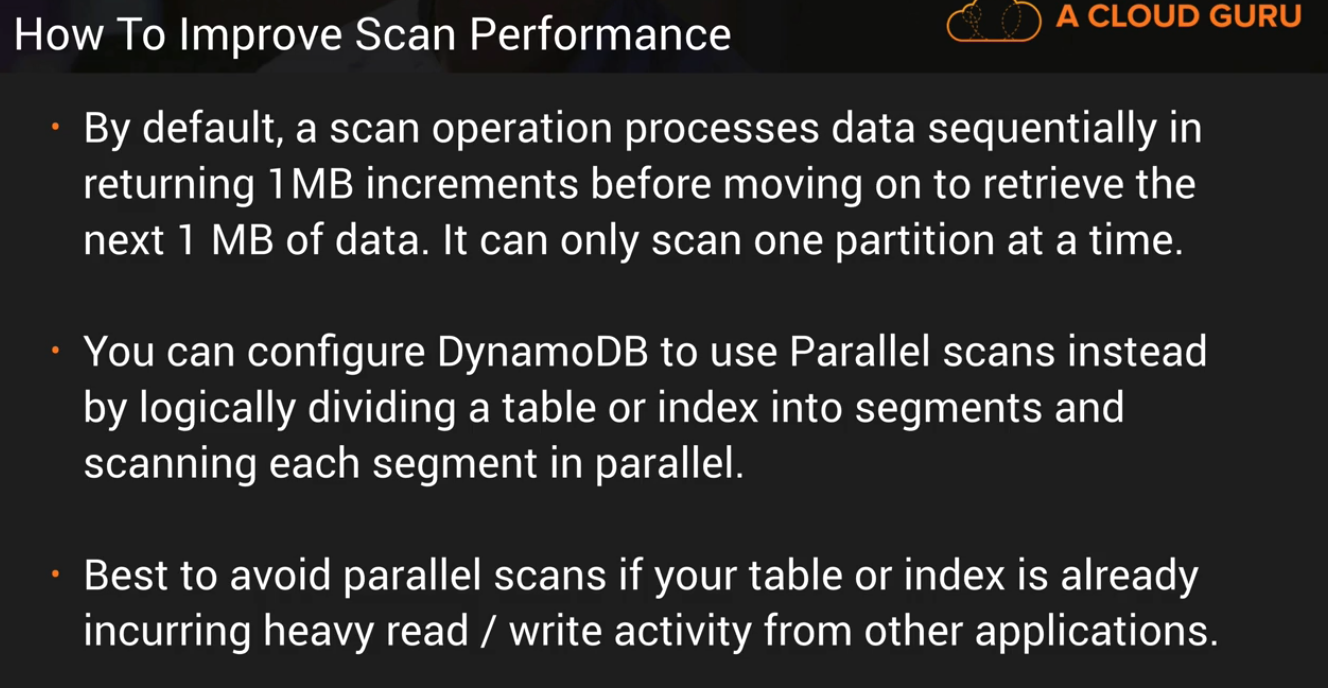 How To Improve Scan Performance
A CLOUD GURU
• By default, a scan operation processes data sequentially in
returning 1MB increments before moving on to retrieve the
next 1 MB of data. It can only scan one partition at a time.
• You can configure DynamoDB to use Parallel scans instead
by logically dividing a table or index into segments and
scanning each segment in parallel.
• Best to avoid parallel scans if your table or index is already
incurring heavy read / write activity from other applications.